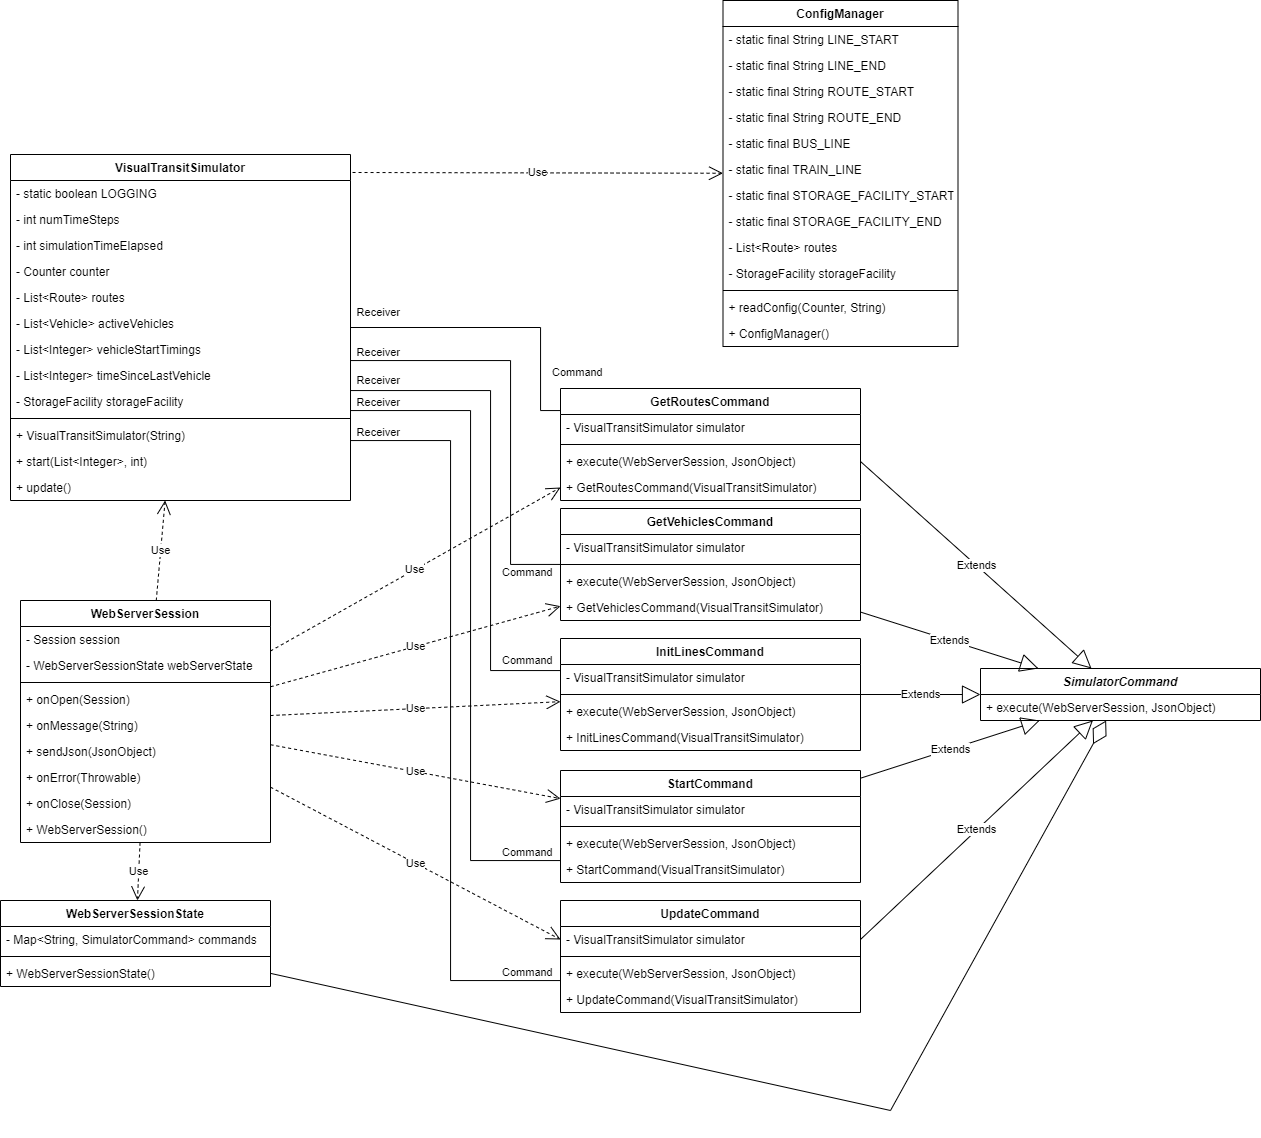 ConfigManager
- static final String LINE_START
- static final String LINE_END
- static final String ROUTE_START
- static final String ROUTE_END
- static final BUS_LINE
- static final TRAIN_LINE
- static final STORAGE_FACILITY_START
- static final STORAGE_FACILITY_END
- List<Route> routes
- StorageFacility storageFacility
+ readConfig(Counter, String)
+ ConfigManager()
VisualTransitSimulator
- static boolean LOGGING
- int numTimeSteps
- int simulationTimeElapsed
- Counter counter
- List<Route> routes
- List<Vehicle> activeVehicles
- List<Integer> vehicleStartTimings
- List<Integer> timeSinceLastVehicle
- StorageFacility storageFacility
+ VisualTransitSimulator(String)
+ start(List<Integer>, int)
+ update()
Use
Receiver
Receiver
Receiver
Receiver
Receiver
Command
GetRoutesCommand
- VisualTransitSimulator simulator
+ execute(WebServerSession, JsonObject)
+ GetRoutesCommand(VisualTransitSimulator)
GetVehiclesCommand
- VisualTransitSimulator simulator
+ execute(WebServerSession, JsonObject)
+ GetVehiclesCommand(VisualTransitSimulator)
Command
InitLinesCommand
- VisualTransitSimulator simulator
+ execute(WebServerSession, JsonObject)
+ InitLinesCommand(VisualTransitSimulator)
Command
StartCommand
- VisualTransitSimulator simulator
+ execute(WebServerSession, JsonObject)
+ StartCommand(VisualTransitSimulator)
Command
UpdateCommand
- VisualTransitSimulator simulator
+ execute(WebServerSession, JsonObject)
+ UpdateCommand(VisualTransitSimulator)
Command
Use
WebServerSession
- Session session
- WebServerSessionState webServerState
+ onOpen(Session)
+ onMessage(String)
+ sendJson(JsonObject)
+ onError(Throwable)
+ onClose(Session)
+ WebServerSession()
Use
Use
Use
Use
Use
Use
WebServerSessionState
- Map<String, SimulatorCommand> commands
+ WebServerSessionState()
Extends
Extends
Extends
Extends
Extends
SimulatorCommand
+ execute(WebServerSession, JsonObject)